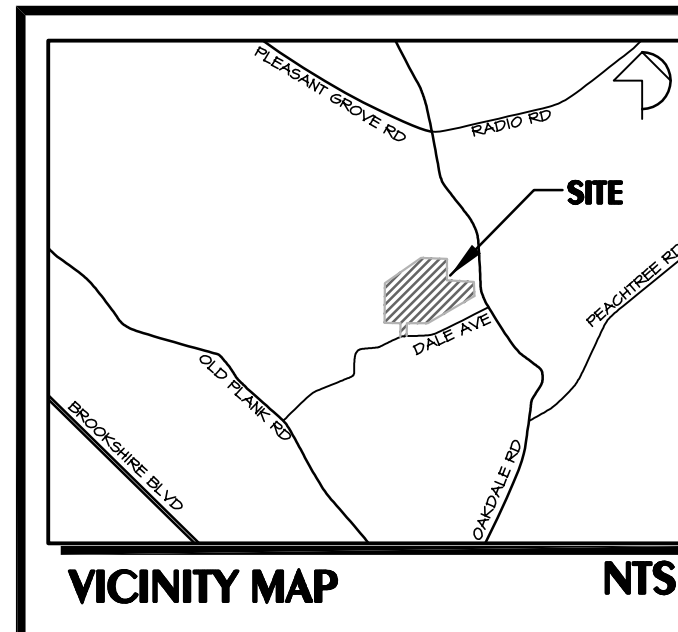 PLEASANT GROVE RD
RADIO RD
SITE
PEACHTREE RD
DALE AVE
OLD PLANK RD
BROOKSHIRE BLVD
OAKDALE RD
VICINITY MAP
NTS